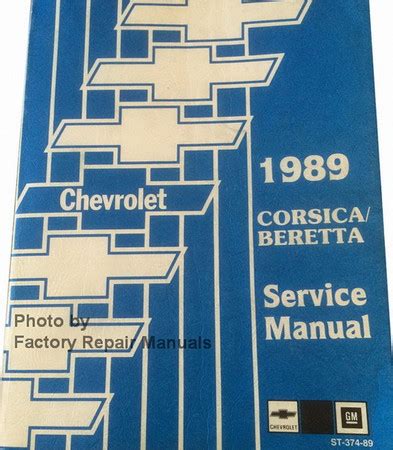 1989
Chevrolet
CORSICA/
BERETTA
Service
Manual
Photo by
Factory Repair Manuals
CHEVROLET
GM
ST-374-89